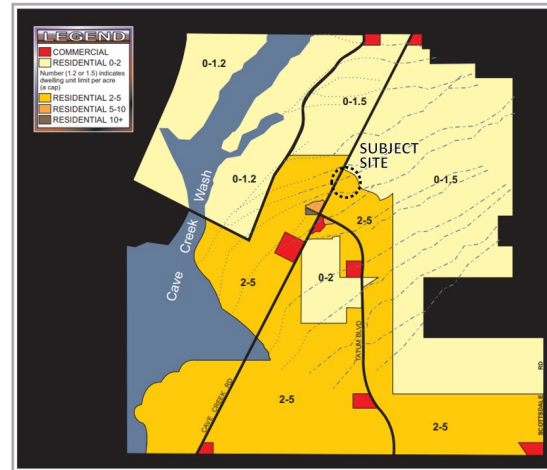 LEGEND
COMMERCIAL
RESIDENTIAL 0-2
Number (1.2 or 1.5) indicates
dwelling unit limit per acre
(a cap)
RESIDENTIAL 2-5
RESIDENTIAL 5-10
RESIDENTIAL 10+
0-1.2
0-1.5
SUBJECT
SITE
0-1.2
0-1.5
Cave Creek Wash
2-5
0-2
2-5
TATUM BLVD
CAVE CREEK RD
2-5
2-5
SCOTTSDALE RD